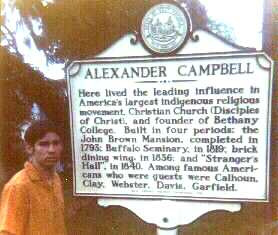 ALEXANDER CAMPBELL
Here lived the leading influence in
America's largest indigenous religious
movement, Christian Church (Disciples
of Christ), and founder of Bethany
College. Built in four periods: the
John Brown Mansion, completed in
1793; Buffalo Seminary, in 1819; brick
dining wing, in 1836; and "Stranger's
Hall", in 1840. Among famous Ameri-
cans who were guests were Calhoun,
Clay, Webster, Davis, Garfield.